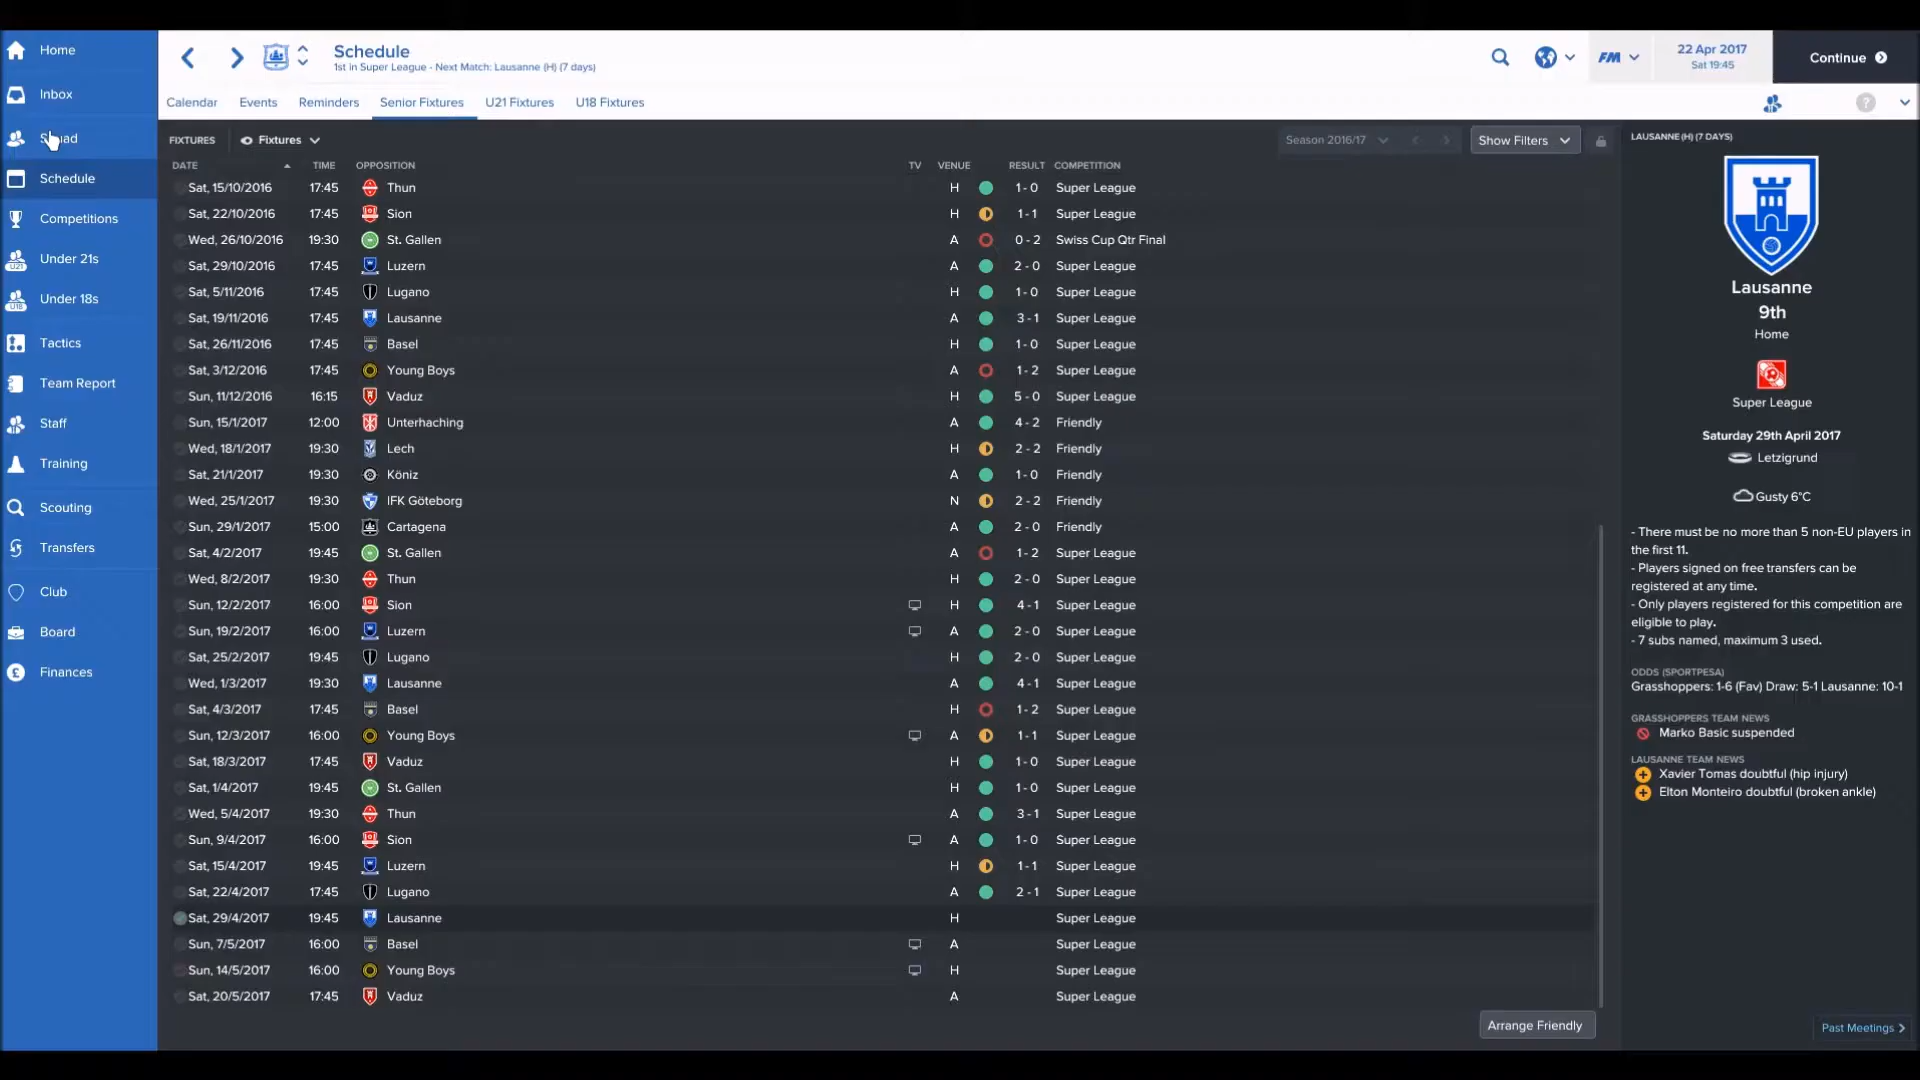 Home
Inbox
Squad
Schedule
Competitions
Under 21s
Under 18s
Tactics
Team Report
Staff
Training
Scouting
Transfers
Club
Board
Finances
Schedule
1st in Super League - Next Match: Lausanne (H) (7 days)
FM
22 Apr 2017
Sat 19:45
Continue
Calendar Events Reminders Senior Fixtures U21 Fixtures U18 Fixtures
FIXTURES Fixtures Season 2016/17 Show Filters
DATE TIME OPPOSITION TV VENUE RESULT COMPETITION
Sat, 15/10/2016 17:45 Thun H 1 - 0 Super League
Sat, 22/10/2016 17:45 Sion H 1 - 1 Super League
Wed, 26/10/2016 19:30 St. Gallen A 0 - 2 Swiss Cup Qtr Final
Sat, 29/10/2016 17:45 Luzern A 2 - 0 Super League
Sat, 5/11/2016 17:45 Lugano H 1 - 0 Super League
Sat, 19/11/2016 17:45 Lausanne A 3 - 1 Super League
Sat, 26/11/2016 17:45 Basel H 1 - 0 Super League
Sat, 3/12/2016 17:45 Young Boys A 1 - 2 Super League
Sun, 11/12/2016 16:15 Vaduz H 5 - 0 Super League
Sun, 15/1/2017 12:00 Unterhaching A 4 - 2 Friendly
Wed, 18/1/2017 19:30 Lech H 2 - 2 Friendly
Sat, 21/1/2017 19:30 Köniz A 1 - 0 Friendly
Wed, 25/1/2017 19:30 IFK Göteborg N 2 - 2 Friendly
Sun, 29/1/2017 15:00 Cartagena A 2 - 0 Friendly
Sat, 4/2/2017 19:45 St. Gallen A 1 - 2 Super League
Wed, 8/2/2017 19:30 Thun H 2 - 0 Super League
Sun, 12/2/2017 16:00 Sion H 4 - 1 Super League
Sun, 19/2/2017 16:00 Luzern A 2 - 0 Super League
Sat, 25/2/2017 19:45 Lugano H 2 - 0 Super League
Wed, 1/3/2017 19:30 Lausanne A 4 - 1 Super League
Sat, 4/3/2017 17:45 Basel H 1 - 2 Super League
Sun, 12/3/2017 16:00 Young Boys A 1 - 1 Super League
Sat, 18/3/2017 17:45 Vaduz H 1 - 0 Super League
Sat, 1/4/2017 19:45 St. Gallen H 1 - 0 Super League
Wed, 5/4/2017 19:30 Thun A 3 - 1 Super League
Sun, 9/4/2017 16:00 Sion A 1 - 0 Super League
Sat, 15/4/2017 19:45 Luzern H 1 - 1 Super League
Sat, 22/4/2017 17:45 Lugano A 2 - 1 Super League
Sat, 29/4/2017 19:45 Lausanne H Super League
Sun, 7/5/2017 16:00 Basel A Super League
Sun, 14/5/2017 16:00 Young Boys H Super League
Sat, 20/5/2017 17:45 Vaduz A Super League
Arrange Friendly
LAUSANNE (H) (7 DAYS)
Lausanne
9th
Home
Super League
Saturday 29th April 2017
Letzigrund
Gusty 6°C
- There must be no more than 5 non-EU players in
the first 11.
- Players signed on free transfers can be
registered at any time.
- Only players registered for this competition are
eligible to play.
- 7 subs named, maximum 3 used.
ODDS (SPORTPESA)
Grasshoppers: 1-6 (Fav) Draw: 5-1 Lausanne: 10-1
GRASSHOPPERS TEAM NEWS
Marko Basic suspended
LAUSANNE TEAM NEWS
Xavier Tomas doubtful (hip injury)
Elton Monteiro doubtful (broken ankle)
Past Meetings